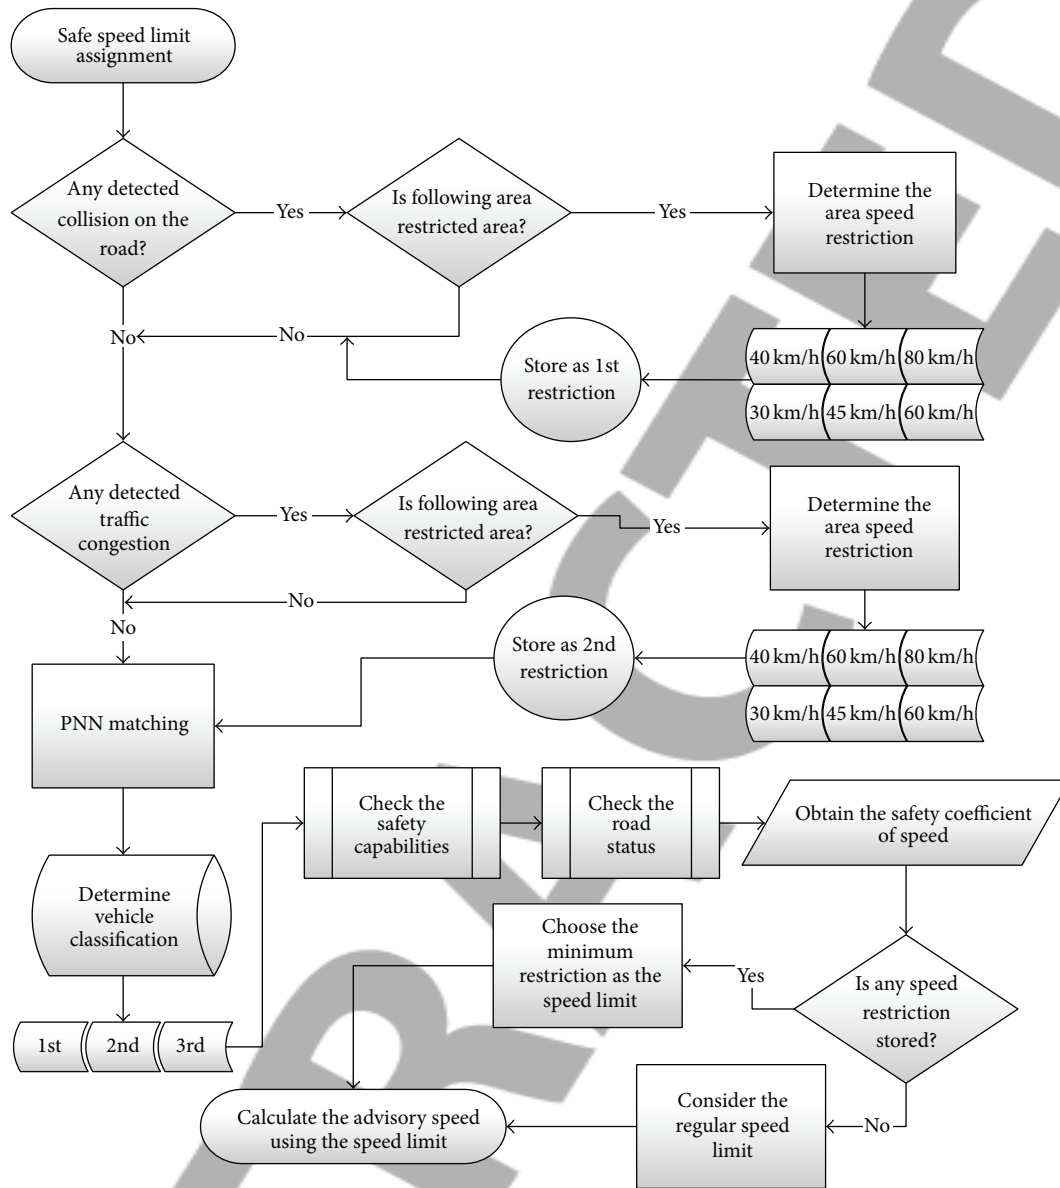 Safe speed limit
assignment
Any detected
collision on the
road?
Yes
Is following area
restricted area?
Yes
Determine the
area speed
restriction
No
No
Store as 1st
restriction
40 km/h 60 km/h 80 km/h
30 km/h 45 km/h 60 km/h
Any detected
traffic
congestion
Yes
Is following area
restricted area?
Yes
Determine the
area speed
restriction
No
No
Store as 2nd
restriction
40 km/h 60 km/h 80 km/h
30 km/h 45 km/h 60 km/h
PNN matching
Determine
vehicle
classification
1st 2nd 3rd
Check the
safety
capabilities
Check the
road
status
Obtain the safety coefficient
of speed
Is any speed
restriction
stored?
Yes
Choose the
minimum
restriction as the
speed limit
No
Consider the
regular speed
limit
Calculate the advisory speed
using the speed limit